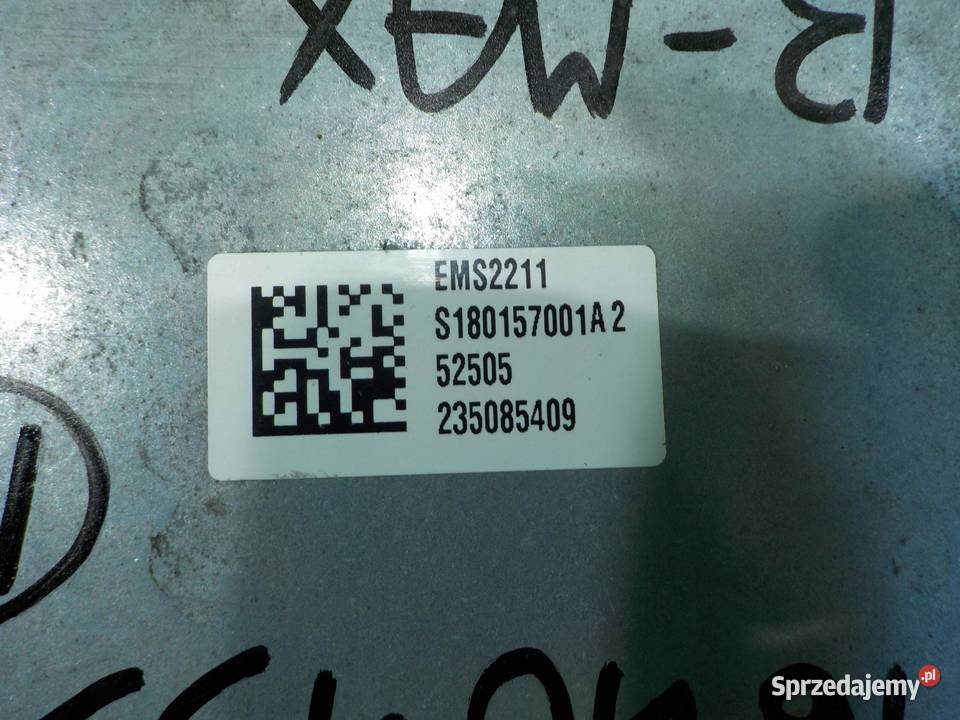 B-MAX
EMS2211
S180157001A 2
52505
235085409
Sprzedajemy.pl